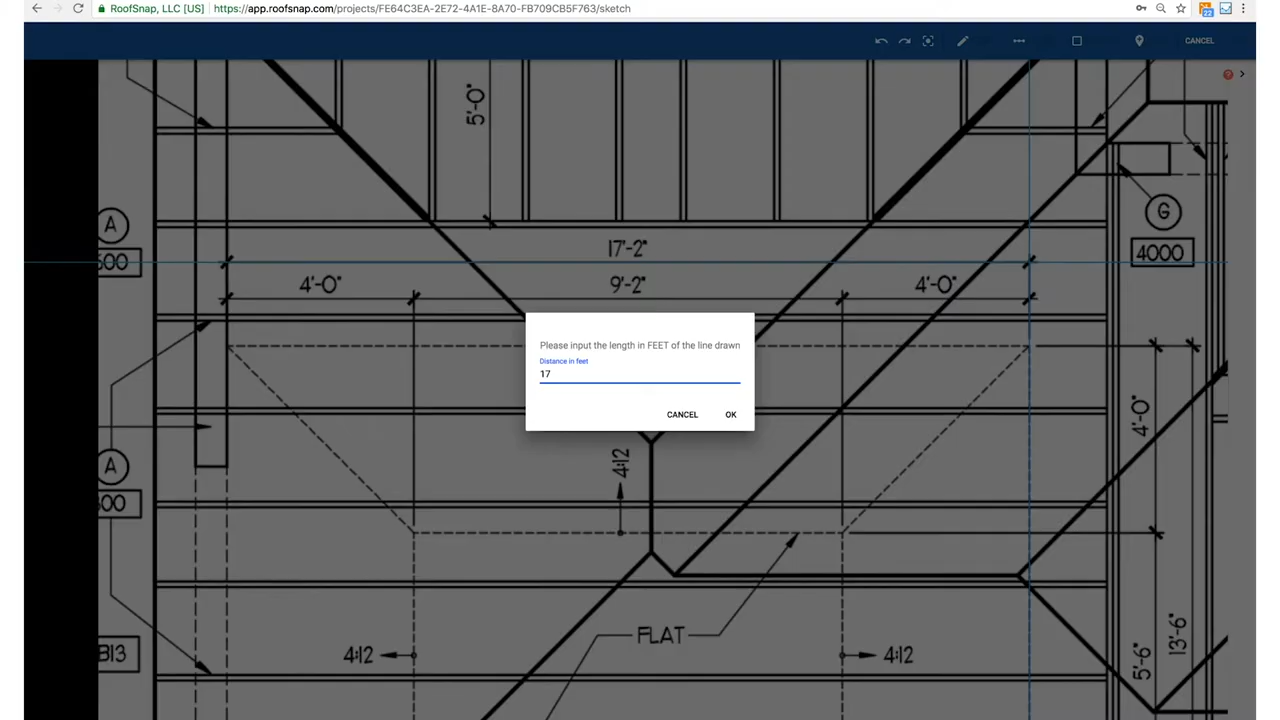 RoofSnap, LLC [US] https://app.roofsnap.com/projects/FE64C3EA-2E72-4A1E-8A70-FB709CB5F763/sketch
22
CANCEL
5'-0"
A
500
17'-2"
4'-0"
9'-2"
4'-0"
G
4000
Please input the length in FEET of the line drawn
Distance in feet
17
CANCEL
OK
4'-0"
A
4:12
FLAT
B13
4:12
4:12
5'-6"
13'-6"